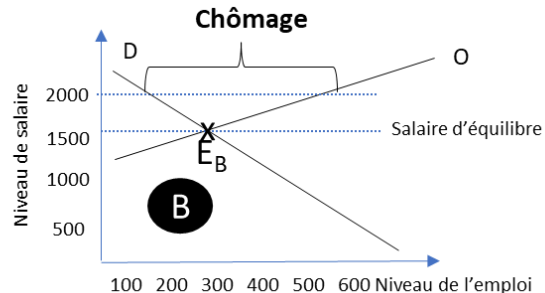 Chômage
D
O
Niveau de salaire
2000
1500
Salaire d'équilibre
X
E B
1000
B
500
100 200 300 400 500 600 Niveau de l'emploi